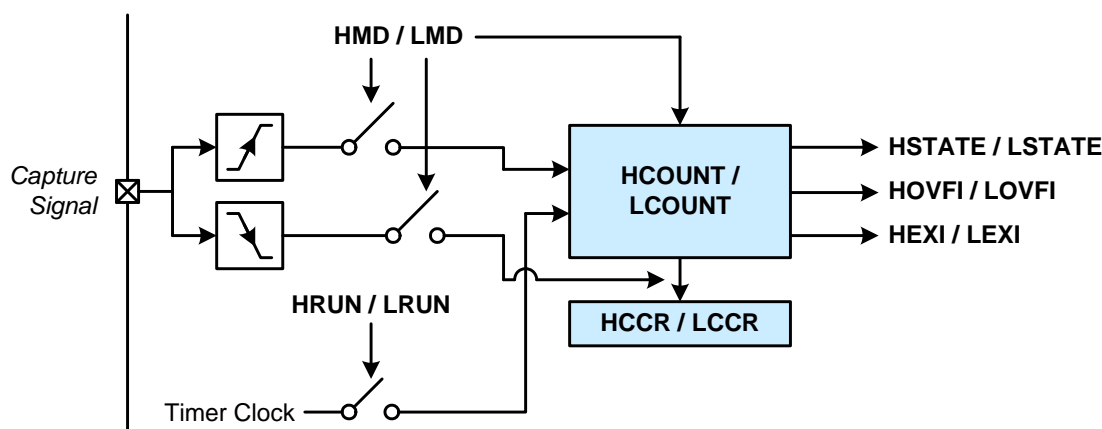 HMD / LMD
Capture
Signal
HCOUNT /
LCOUNT
HSTATE / LSTATE
HOVFI / LOVFI
HEXI / LEXI
HRUN / LRUN
HCCR / LCCR
Timer Clock